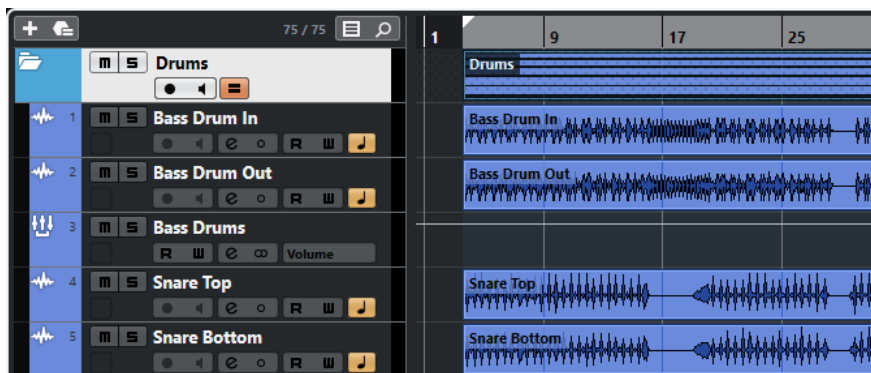 75 / 75
1 9 17 25
m S Drums
Drums
1 m S Bass Drum In
Bass Drum In
e R W
2 m S Bass Drum Out
Bass Drum Out
e R W
3 m S Bass Drums
R W e Volume
4 m S Snare Top
Snare Top
e R W
5 m S Snare Bottom
Snare Bottom
e R W